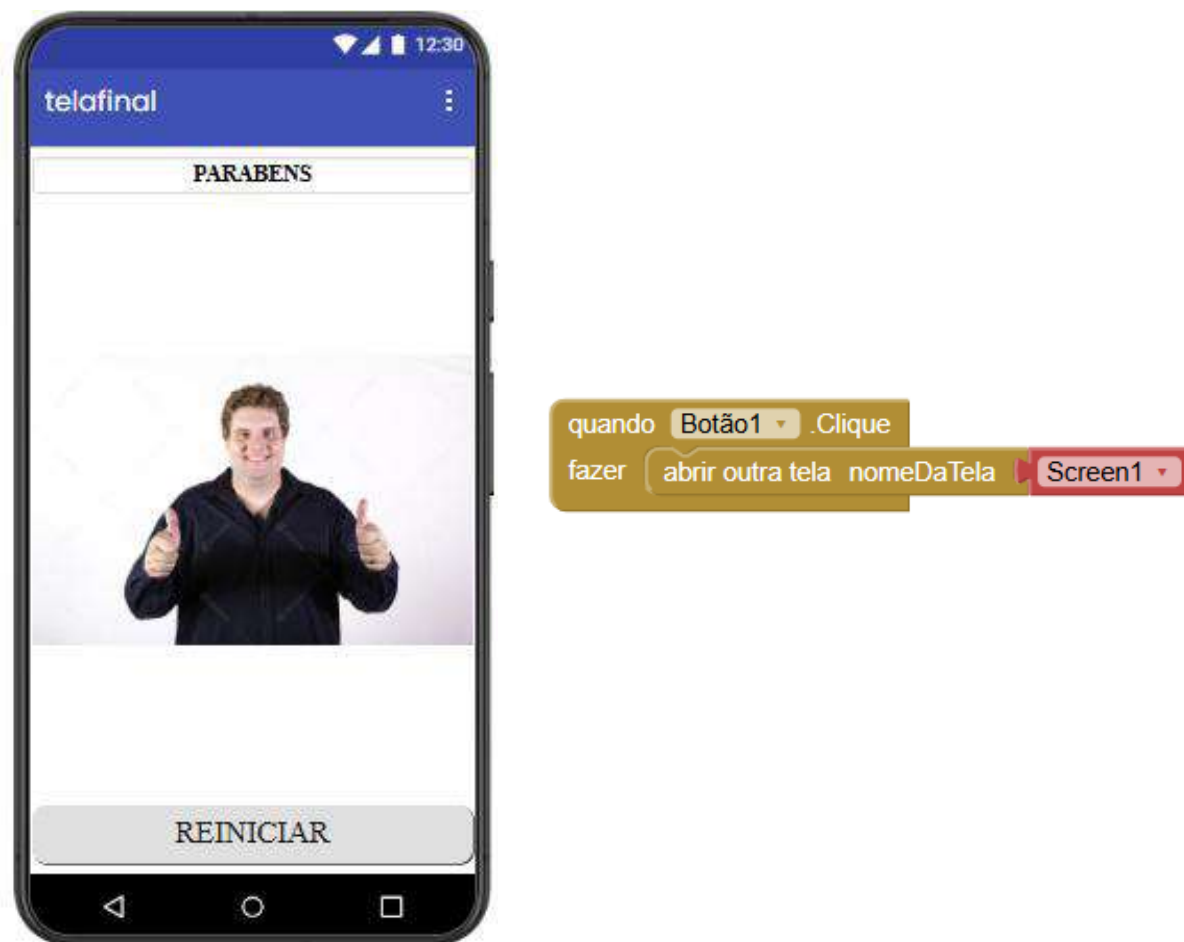 12:30
telafinal
PARABENS
REINICIAR
quando Botão1 .Clique
fazer abrir outra tela nomeDaTela Screen1